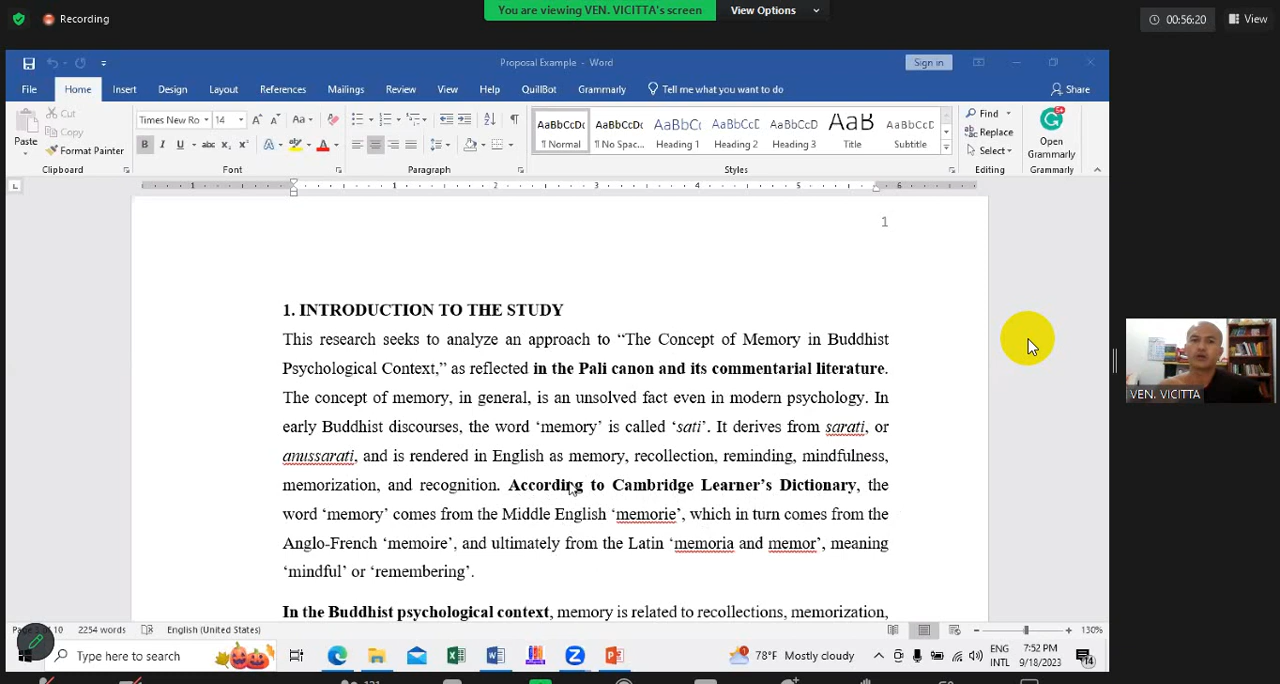 Recording
You are viewing VEN. VICITTA's screen
View Options
00:56:20
View
Proposal Example - Word
Sign in
File Home Insert Design Layout References Mailings Review View Help QuillBot Grammarly Tell me what you want to do Share
Cut
Copy
Paste
Format Painter
Clipboard
Times New Ro 14
Font
Paragraph
AaBbCcDc AaBbCcDc AaBbC AaBbCcD AaBbCcD AaB AaBbCcD
¶ Normal ¶ No Spac... Heading 1 Heading 2 Heading 3 Title Subtitle
Styles
Find
Replace
Select
Editing
Open
Grammarly
Grammarly
1
1. INTRODUCTION TO THE STUDY
This research seeks to analyze an approach to “The Concept of Memory in Buddhist
Psychological Context,” as reflected in the Pali canon and its commentarial literature.
The concept of memory, in general, is an unsolved fact even in modern psychology. In
early Buddhist discourses, the word ‘memory’ is called ‘sati’. It derives from sarati, or
anussarati, and is rendered in English as memory, recollection, reminding, mindfulness,
memorization, and recognition. According to Cambridge Learner’s Dictionary, the
word ‘memory’ comes from the Middle English ‘memorie’, which in turn comes from the
Anglo-French ‘memoire’, and ultimately from the Latin ‘memoria and memor’, meaning
‘mindful’ or ‘remembering’.
In the Buddhist psychological context, memory is related to recollections, memorization,
VEN. VICITTA
2254 words English (United States) 130%
Type here to search
78°F Mostly cloudy
ENG
INTL
7:52 PM
9/18/2023
14